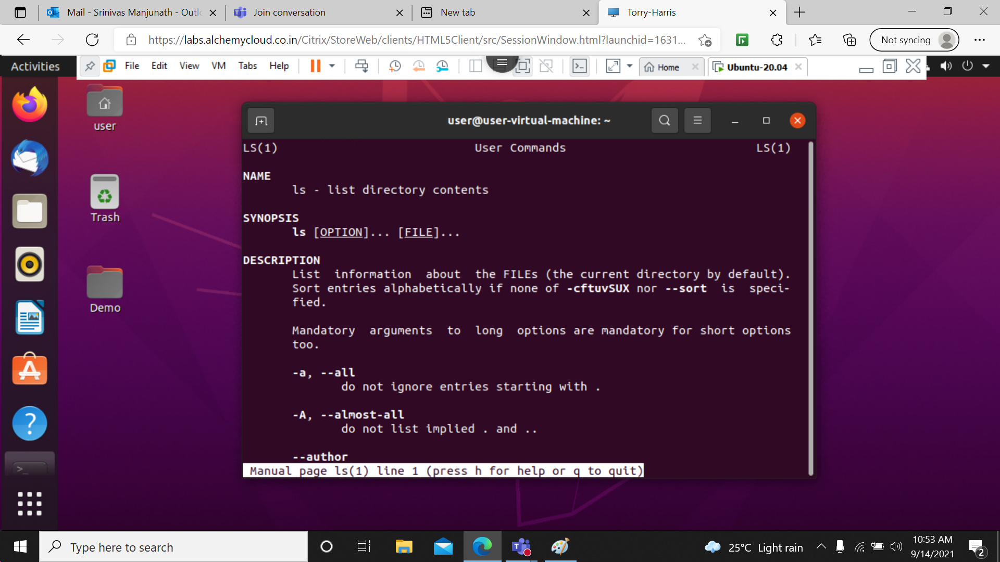 Mail - Srinivas Manjunath - Outlo
Join conversation
New tab
Torry-Harris
https://labs.alchemycloud.co.in/Citrix/StoreWeb/clients/HTML5Client/src/SessionWindow.html?launchid=1631...
Not syncing
Activities
File Edit View VM Tabs Help
Home
Ubuntu-20.04
user
Trash
Demo
user@user-virtual-machine: ~
LS(1) User Commands LS(1)
NAME
ls - list directory contents
SYNOPSIS
ls [OPTION]... [FILE]...
DESCRIPTION
List information about the FILEs (the current directory by default).
Sort entries alphabetically if none of -cftuvSUX nor --sort is speci-
fied.
Mandatory arguments to long options are mandatory for short options
too.
-a, --all
do not ignore entries starting with .
-A, --almost-all
do not list implied . and ..
--author
Manual page ls(1) line 1 (press h for help or q to quit)
Type here to search
25°C Light rain
10:53 AM
9/14/2021
2